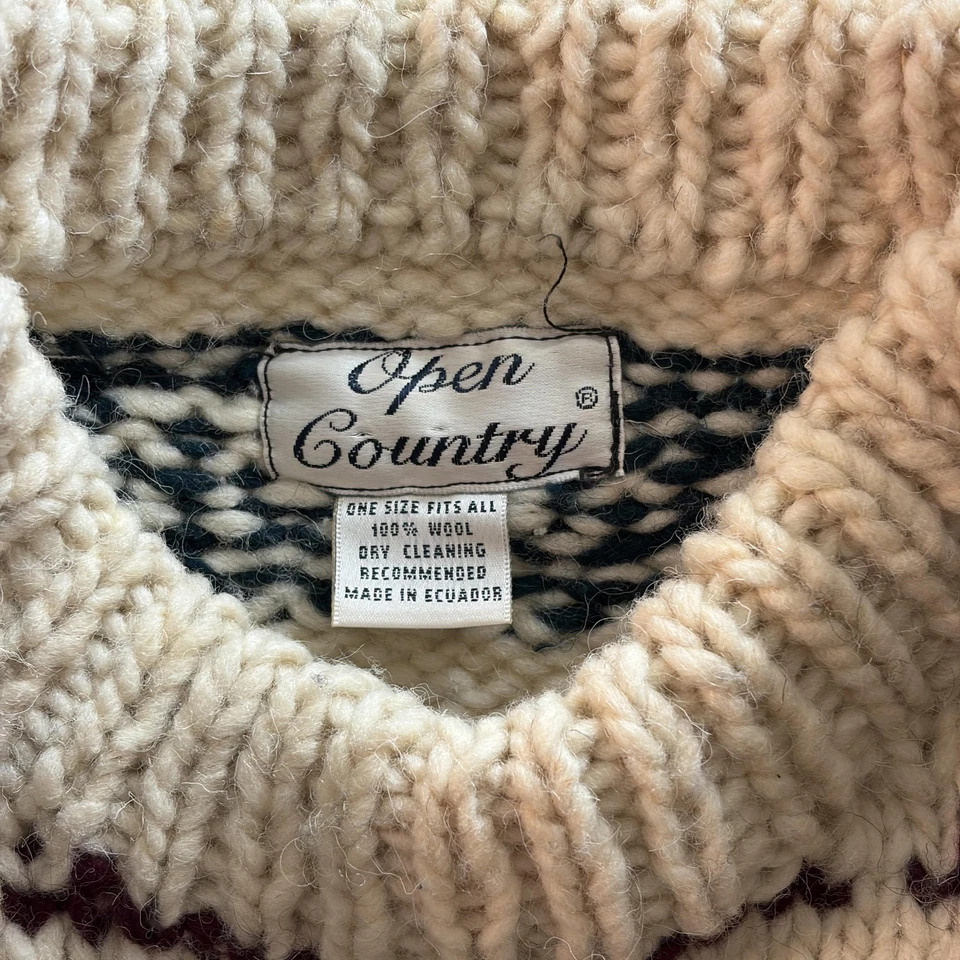 Open
Country ®
ONE SIZE FITS ALL
100% WOOL
DRY CLEANING
RECOMMENDED
MADE IN ECUADOR